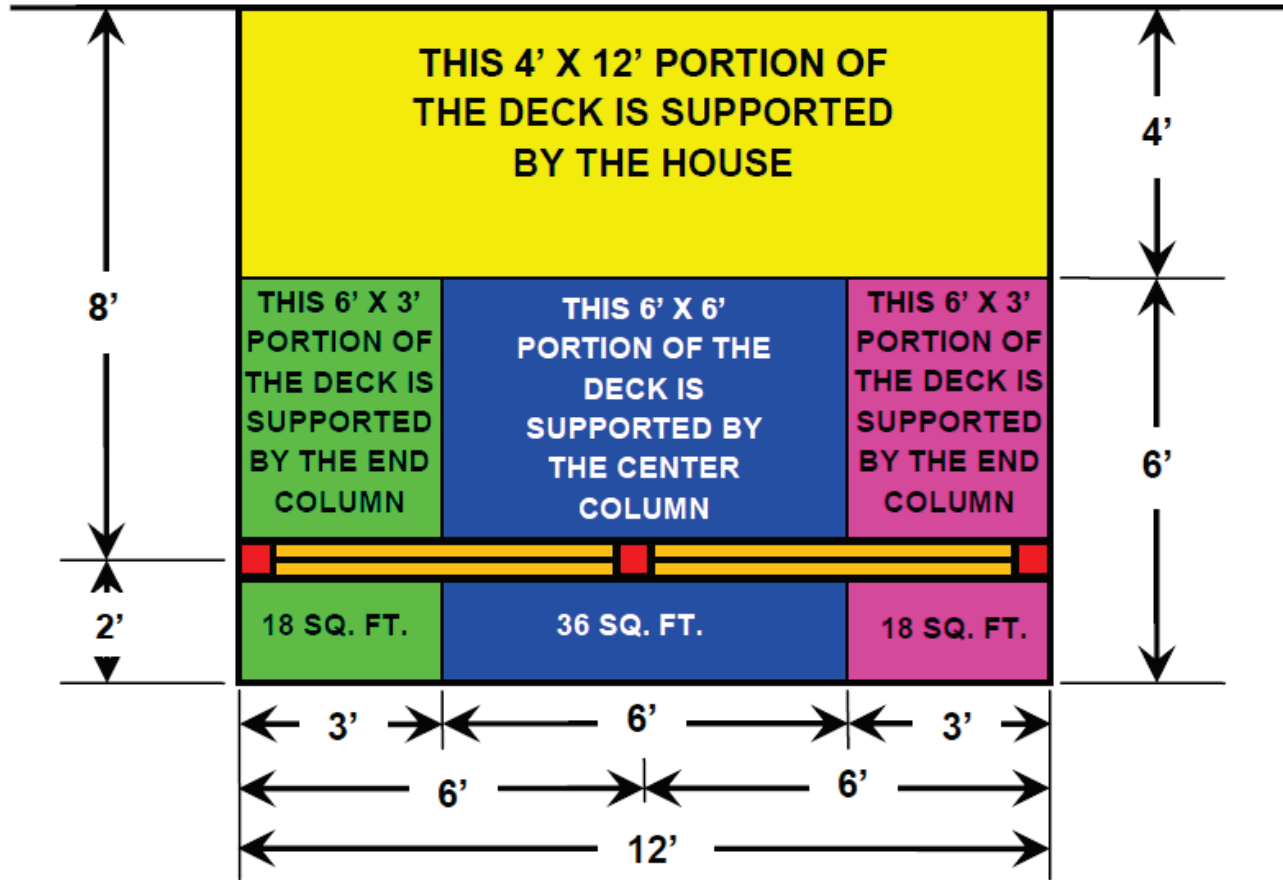 THIS 4’ X 12’ PORTION OF
THE DECK IS SUPPORTED
BY THE HOUSE
4’
8’
THIS 6’ X 3’
PORTION OF
THE DECK IS
SUPPORTED
BY THE END
COLUMN
THIS 6’ X 6’
PORTION OF THE
DECK IS
SUPPORTED BY
THE CENTER
COLUMN
THIS 6’ X 3’
PORTION OF
THE DECK IS
SUPPORTED
BY THE END
COLUMN
6’
2’
18 SQ. FT.
36 SQ. FT.
18 SQ. FT.
3’
6’
3’
6’
6’
12’